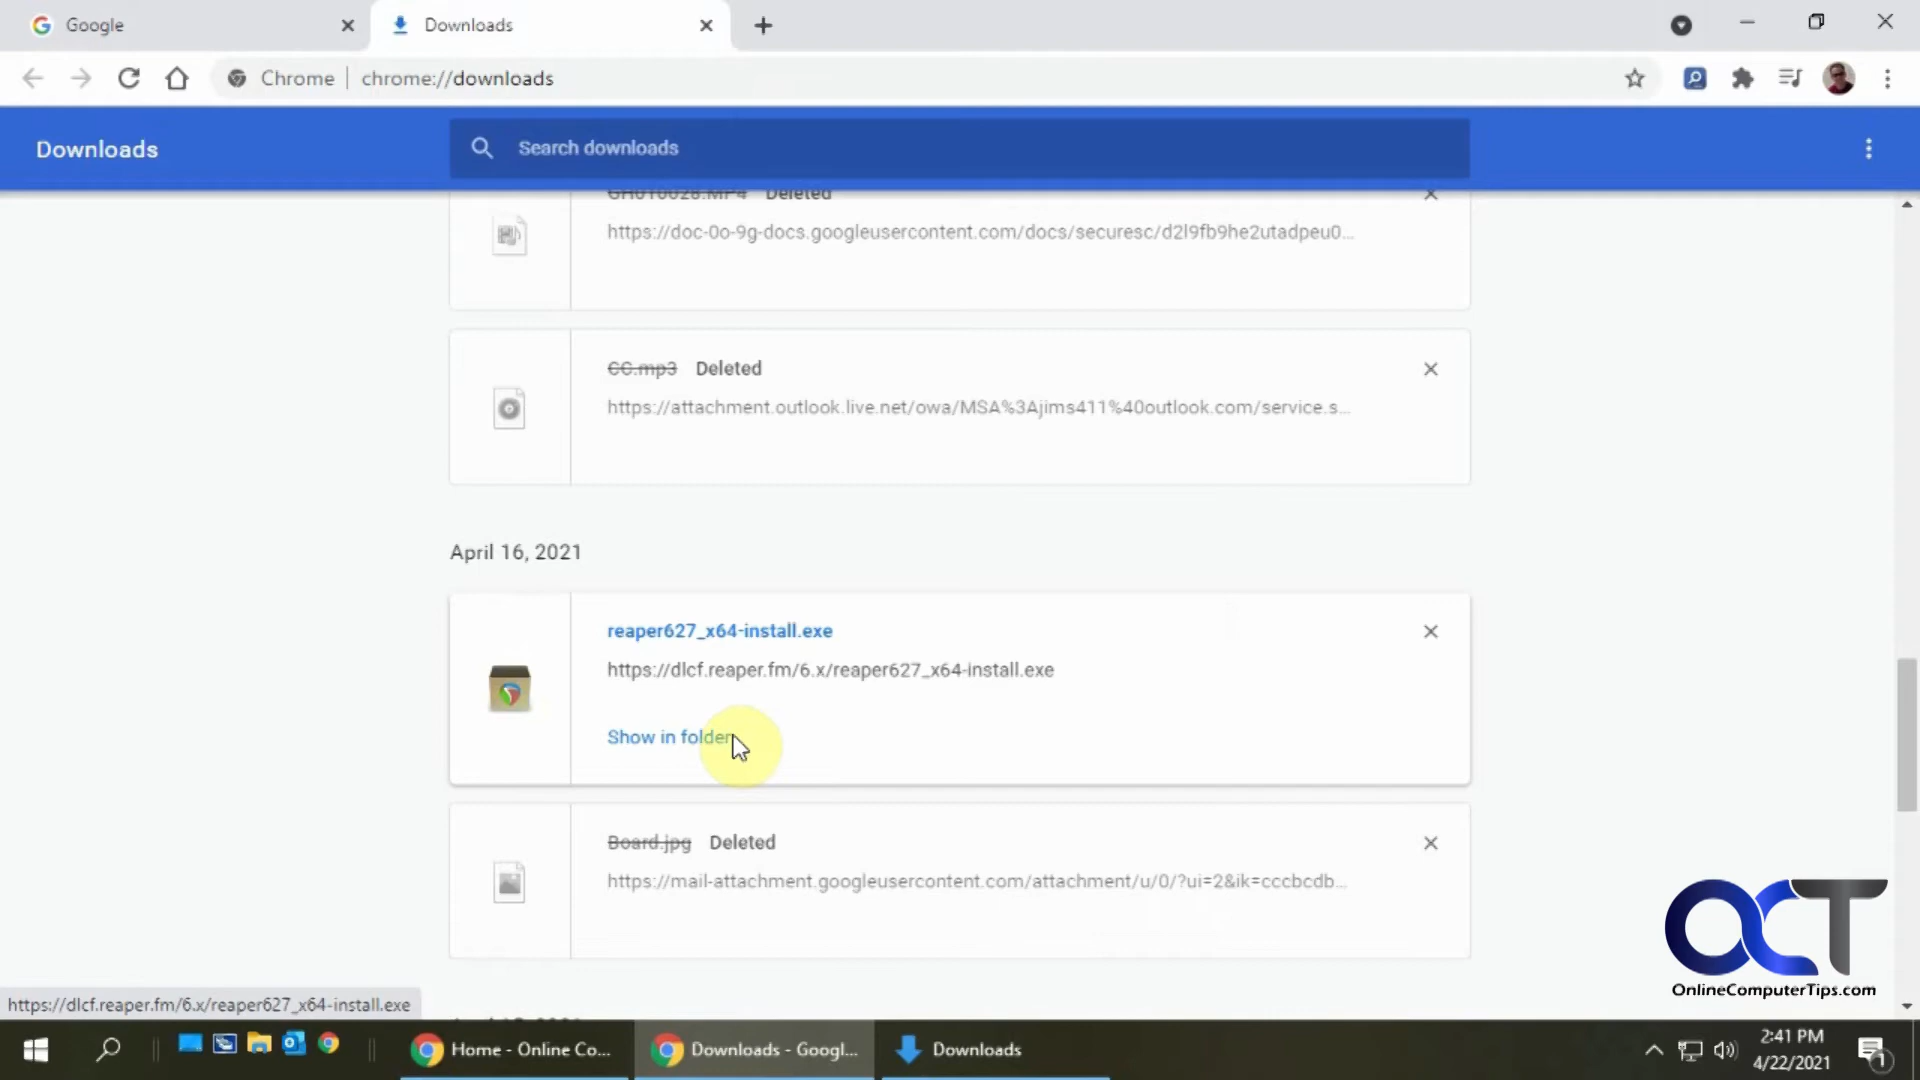 Google
Downloads
Chrome
chrome://downloads
Downloads
Search downloads
GH010028.MP4 Deleted
https://doc-0o-9g-docs.googleusercontent.com/docs/securesc/d2l9fb9he2utadpeu0...
CC.mp3 Deleted
https://attachment.outlook.live.net/owa/MSA%3Ajims411%40outlook.com/service.s...
April 16, 2021
reaper627_x64-install.exe
https://dlcf.reaper.fm/6.x/reaper627_x64-install.exe
Show in folder
Board.jpg Deleted
https://mail-attachment.googleusercontent.com/attachment/u/0/?ui=2&ik=cccbcdb...
OCT
OnlineComputerTips.com
https://dlcf.reaper.fm/6.x/reaper627_x64-install.exe
Home - Online Co...
Downloads - Googl...
Downloads
2:41 PM
4/22/2021
1